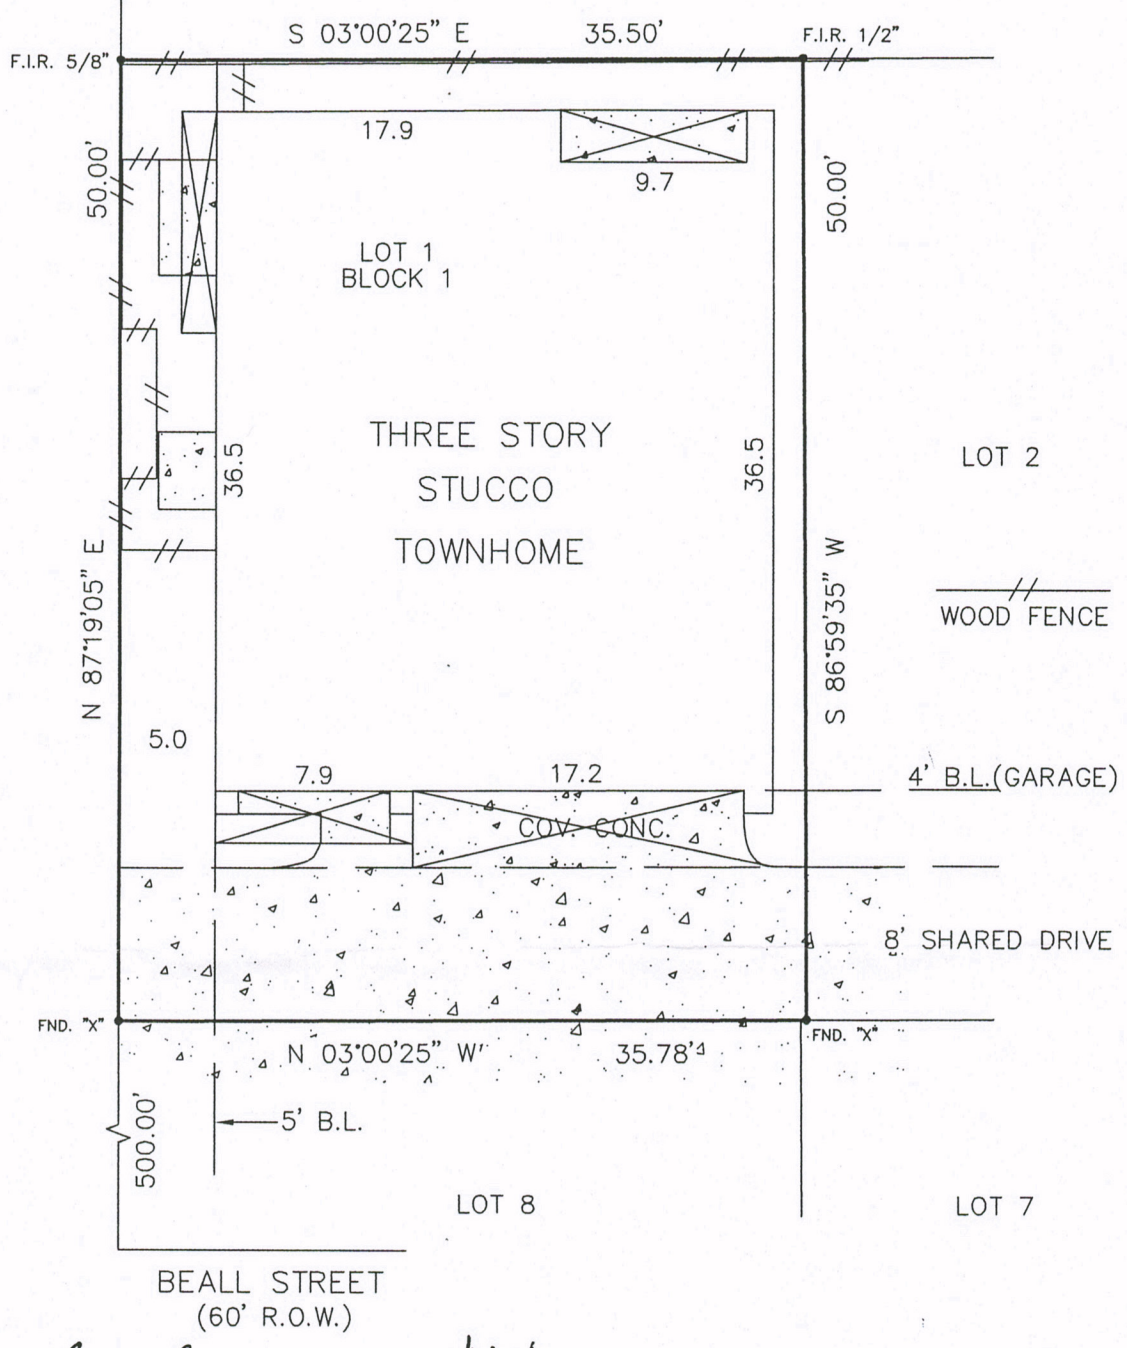 S 03°00'25" E 35.50'
F.I.R. 1/2"
F.I.R. 5/8"
17.9
9.7
50.00'
50.00'
LOT 1
BLOCK 1
THREE STORY
STUCCO
TOWNHOME
36.5
36.5
LOT 2
WOOD FENCE
N 87°19'05" E
S 86°59'35" W
5.0
7.9
17.2
4' B.L.(GARAGE)
COV. CONC.
8' SHARED DRIVE
FND. "X"
FND. "X"
N 03°00'25" W 35.78'
500.00'
5' B.L.
LOT 8
LOT 7
BEALL STREET
(60' R.O.W.)